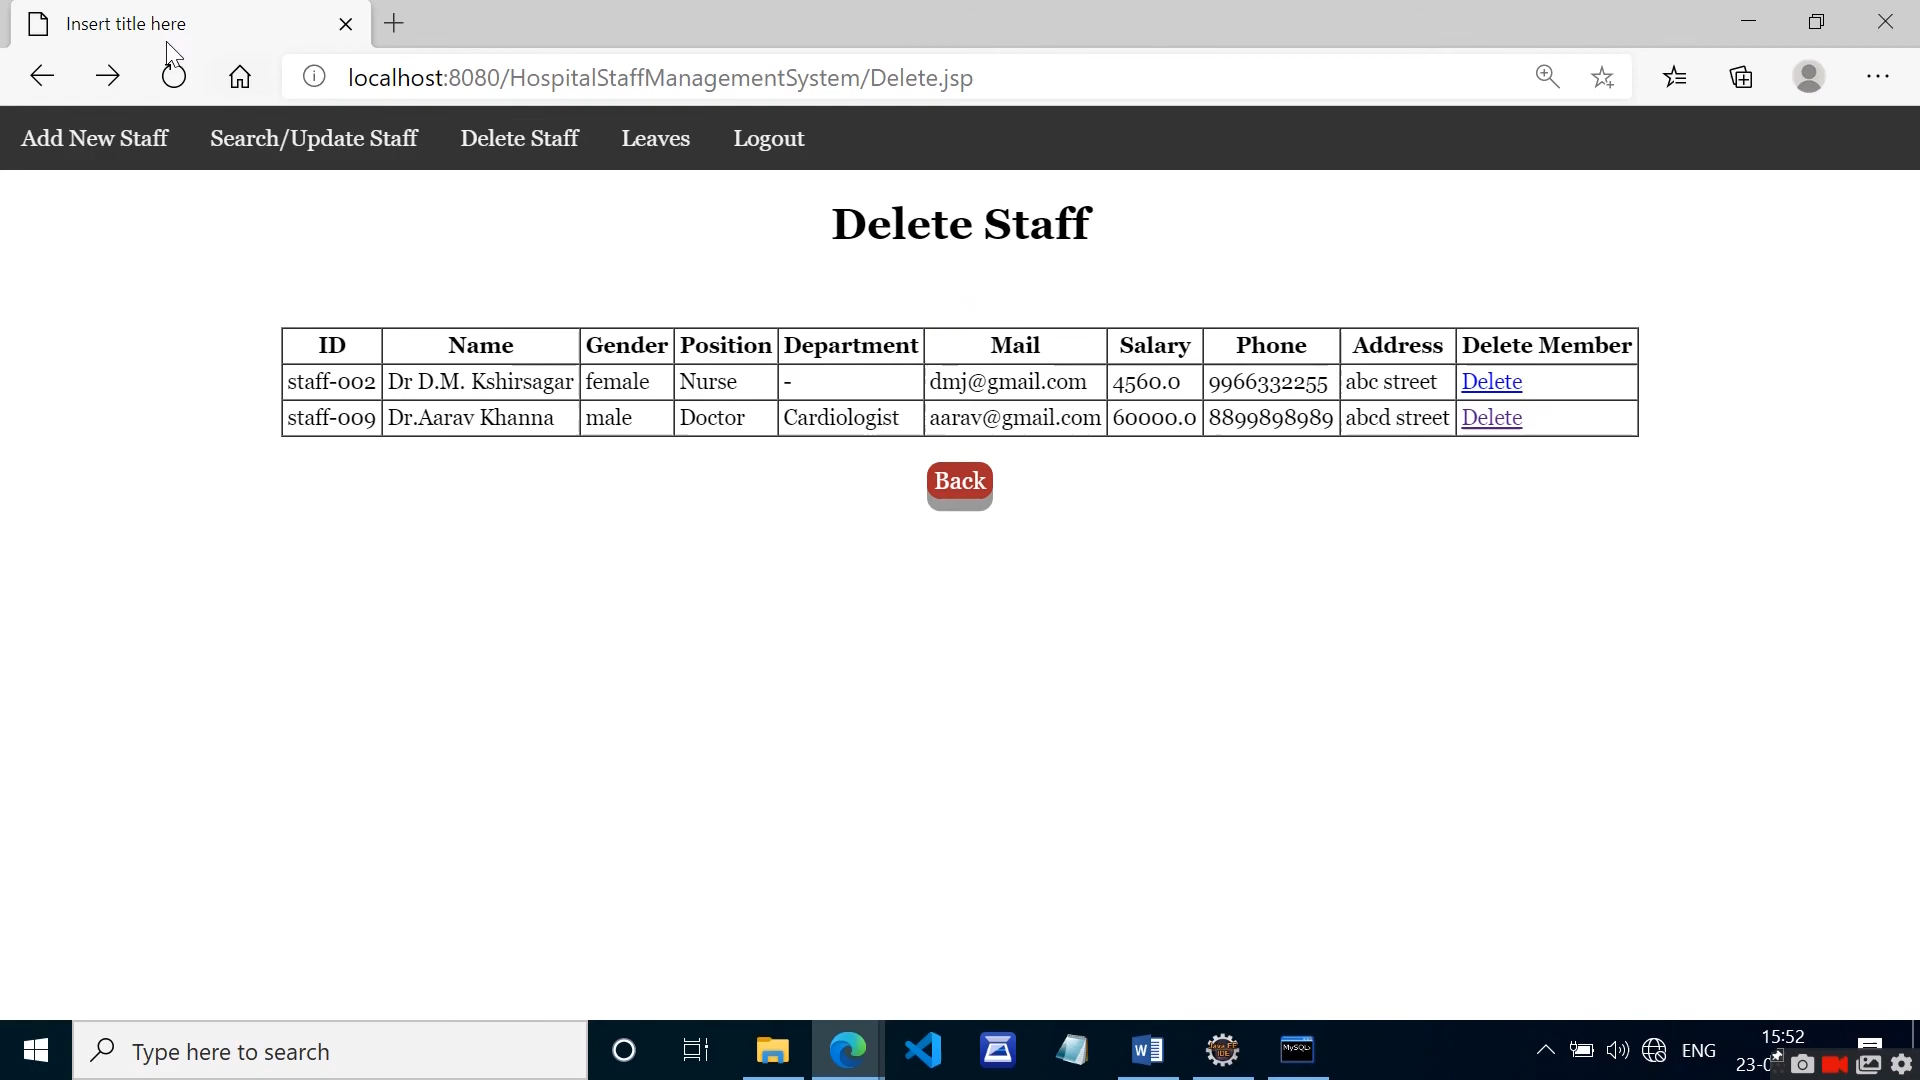 Insert title here
localhost:8080/HospitalStaffManagementSystem/Delete.jsp
Add New Staff Search/Update Staff Delete Staff Leaves Logout
Delete Staff
ID Name Gender Position Department Mail Salary Phone Address Delete Member
staff-002 Dr D.M. Kshirsagar female Nurse - dmj@gmail.com 4560.0 9966332255 abc street Delete
staff-009 Dr.Aarav Khanna male Doctor Cardiologist aarav@gmail.com 60000.0 8899898989 abcd street Delete
Back
Type here to search
MySQL
ENG
15:52